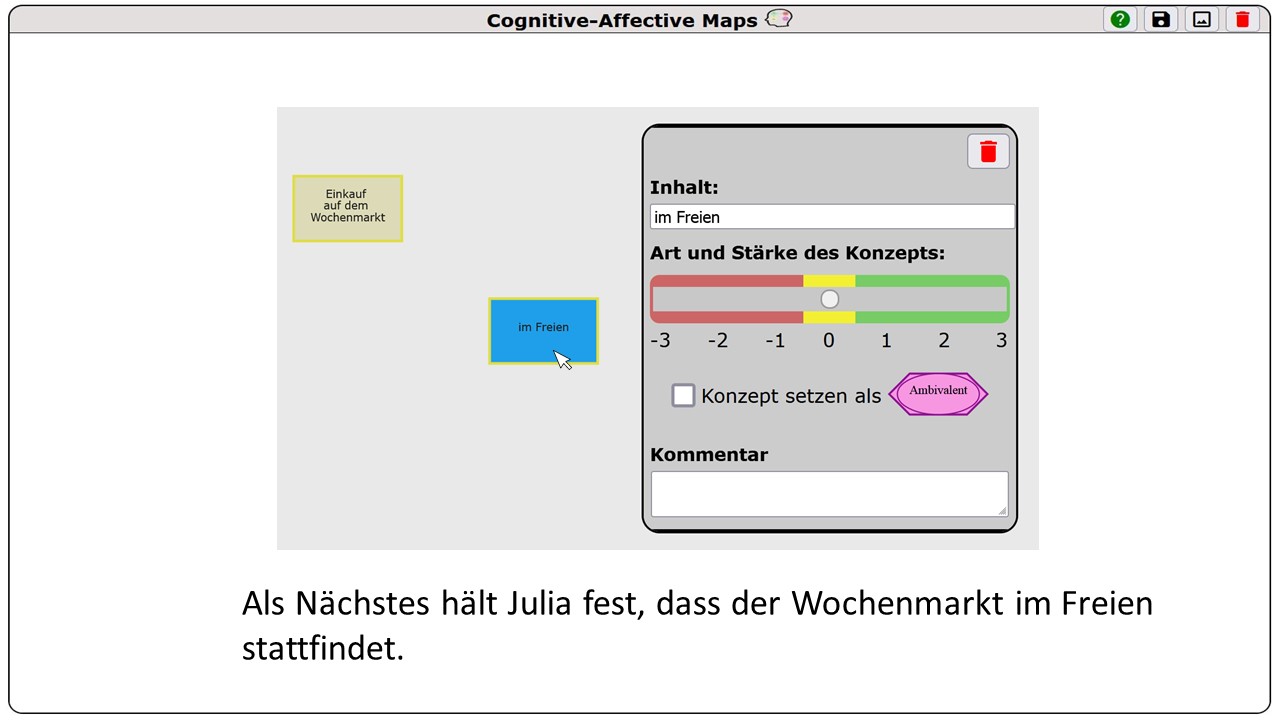 Cognitive-Affective Maps
Einkauf
auf dem
Wochenmarkt
im Freien
Inhalt:
im Freien
Art und Stärke des Konzepts:
-3 -2 -1 0 1 2 3
Konzept setzen als Ambivalent
Kommentar
Als Nächstes hält Julia fest, dass der Wochenmarkt im Freien
stattfindet.